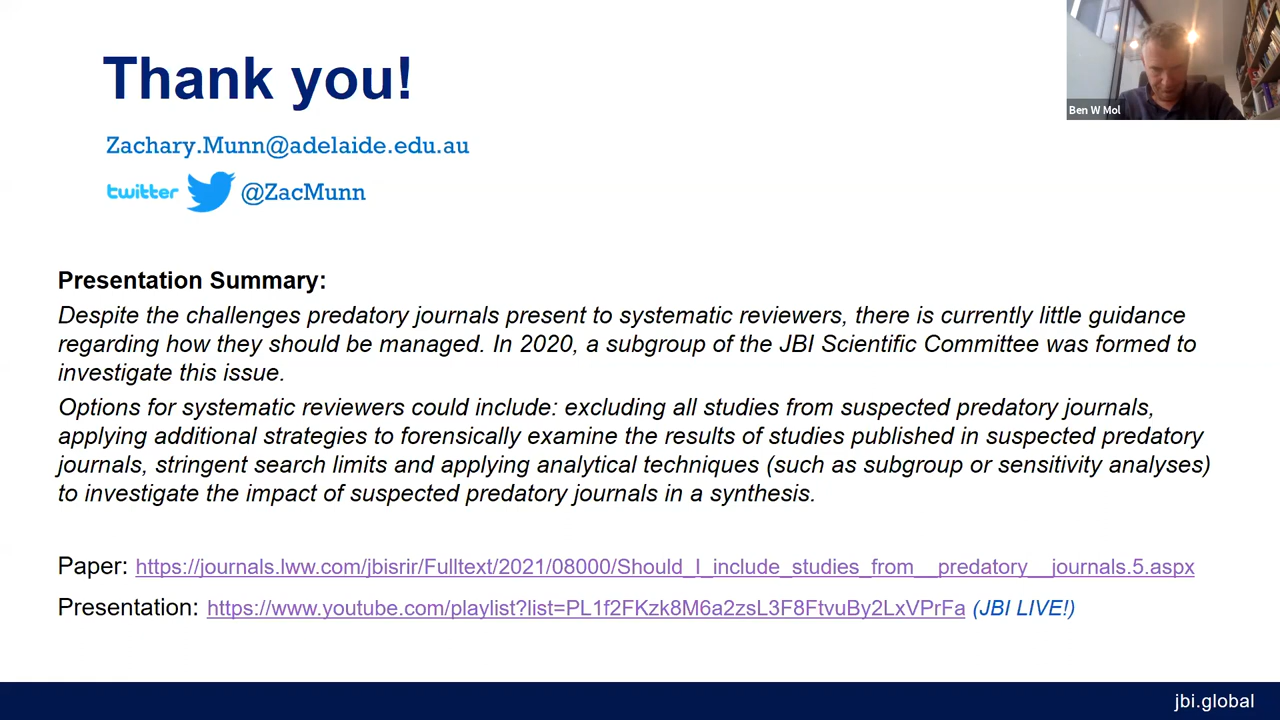 Thank you!
Ben W Mol
Zachary.Munn@adelaide.edu.au
twitter @ZacMunn
Presentation Summary:
Despite the challenges predatory journals present to systematic reviewers, there is currently little guidance
regarding how they should be managed. In 2020, a subgroup of the JBI Scientific Committee was formed to
investigate this issue.
Options for systematic reviewers could include: excluding all studies from suspected predatory journals,
applying additional strategies to forensically examine the results of studies published in suspected predatory
journals, stringent search limits and applying analytical techniques (such as subgroup or sensitivity analyses)
to investigate the impact of suspected predatory journals in a synthesis.
Paper: https://journals.lww.com/jbisrir/Fulltext/2021/08000/Should_I_include_studies_from__predatory__journals.5.aspx
Presentation: https://www.youtube.com/playlist?list=PL1f2FKzk8M6a2zsL3F8FtvuBy2LxVPrFa (JBI LIVE!)
jbi.global